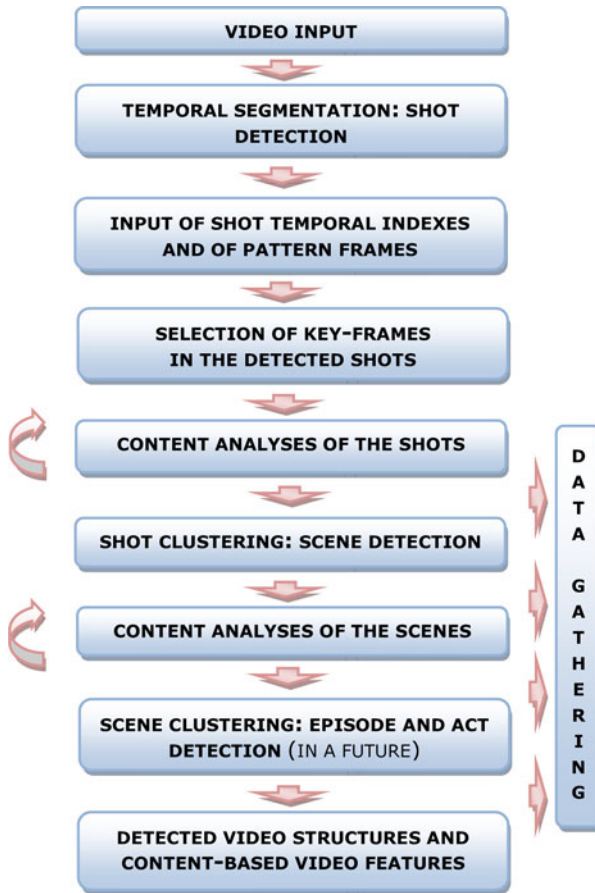 VIDEO INPUT
TEMPORAL SEGMENTATION: SHOT
DETECTION
INPUT OF SHOT TEMPORAL INDEXES
AND OF PATTERN FRAMES
SELECTION OF KEY-FRAMES
IN THE DETECTED SHOTS
CONTENT ANALYSES OF THE SHOTS
SHOT CLUSTERING: SCENE DETECTION
CONTENT ANALYSES OF THE SCENES
SCENE CLUSTERING: EPISODE AND ACT
DETECTION (IN A FUTURE)
DETECTED VIDEO STRUCTURES AND
CONTENT-BASED VIDEO FEATURES
DATA GATHERING